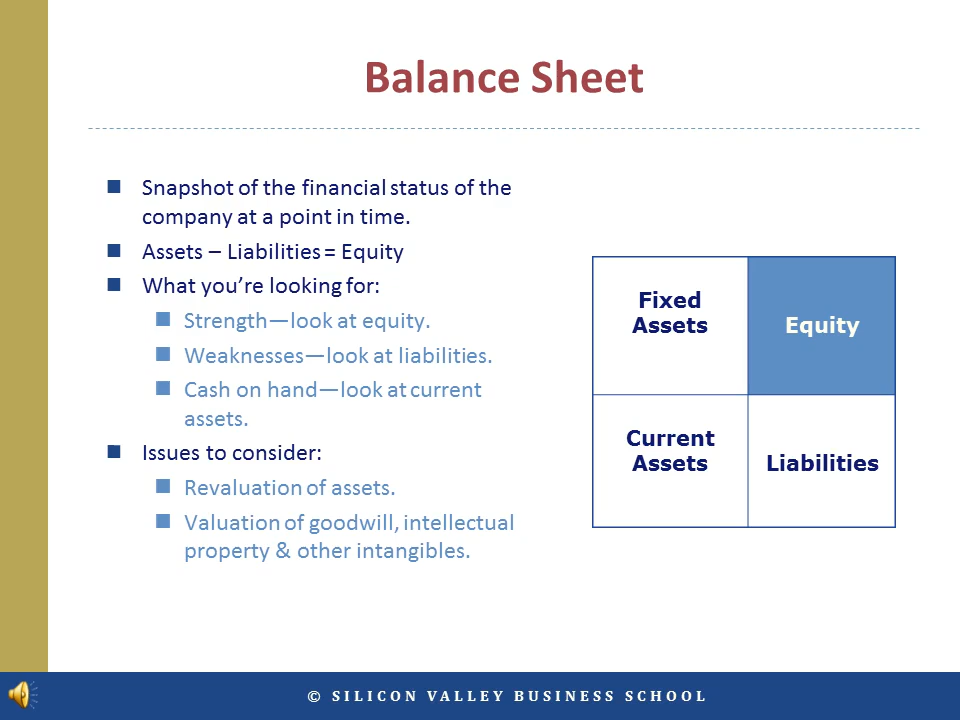 Balance Sheet
Snapshot of the financial status of the
company at a point in time.
Assets – Liabilities = Equity
What you’re looking for:
Strength—look at equity.
Weaknesses—look at liabilities.
Cash on hand—look at current
assets.
Issues to consider:
Revaluation of assets.
Valuation of goodwill, intellectual
property & other intangibles.
Fixed
Assets
Equity
Current
Assets
Liabilities
© SILICON VALLEY BUSINESS SCHOOL